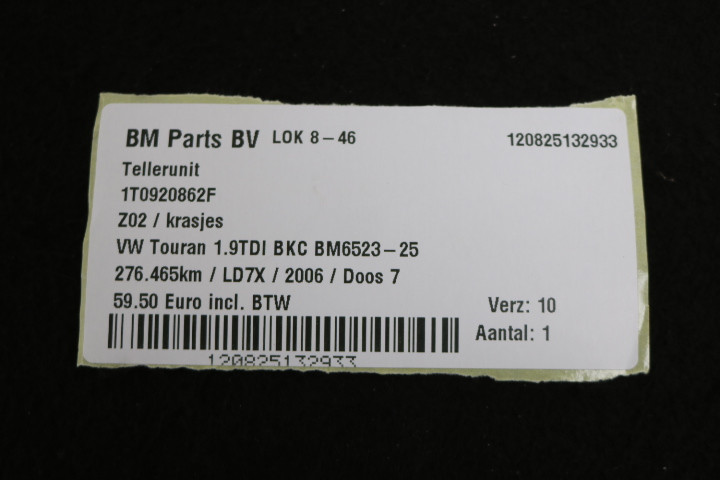 BM Parts BV LOK 8-46 120825132933
Tellerunit
1T0920862F
Z02 / krasjes
VW Touran 1.9TDI BKC BM6523-25
276.465km / LD7X / 2006 / Doos 7
59.50 Euro incl. BTW Verz: 10
Aantal: 1
120825132933